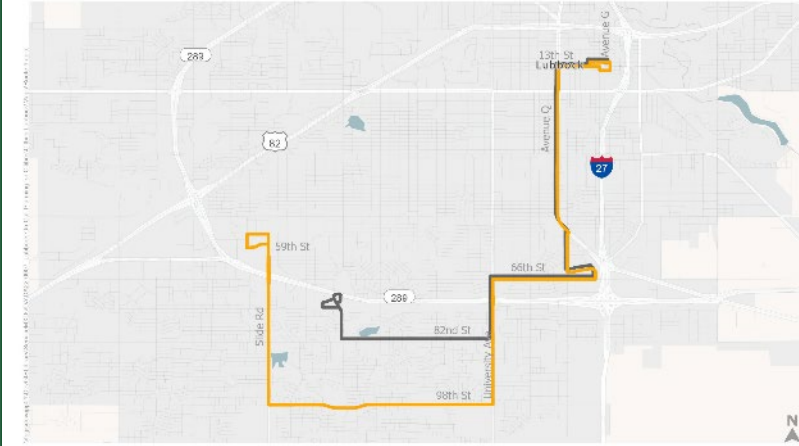 Avenue G
13th St
Lubbock
289
82
Avenue Q
27
59th St
66th St
289
Slide Rd
82nd St
University Ave
98th St
N